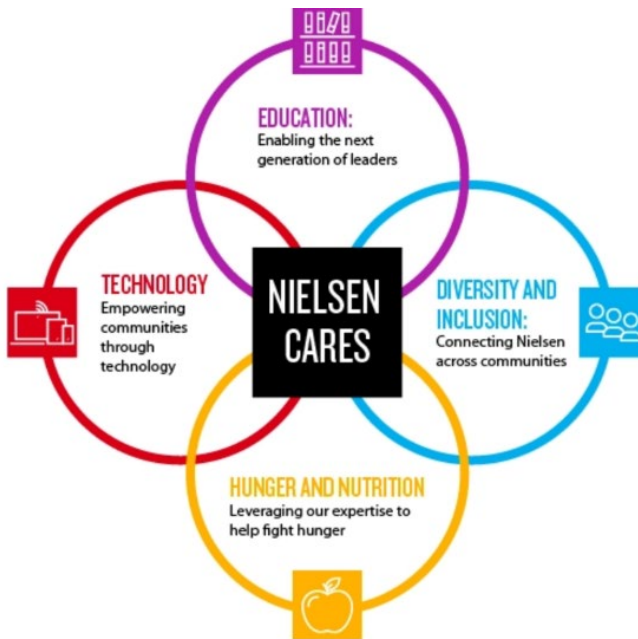 EDUCATION:
Enabling the next
generation of leaders
TECHNOLOGY
Empowering
communities
through
technology
NIELSEN
CARES
DIVERSITY AND
INCLUSION:
Connecting Nielsen
across communities
HUNGER AND NUTRITION
Leveraging our expertise to
help fight hunger